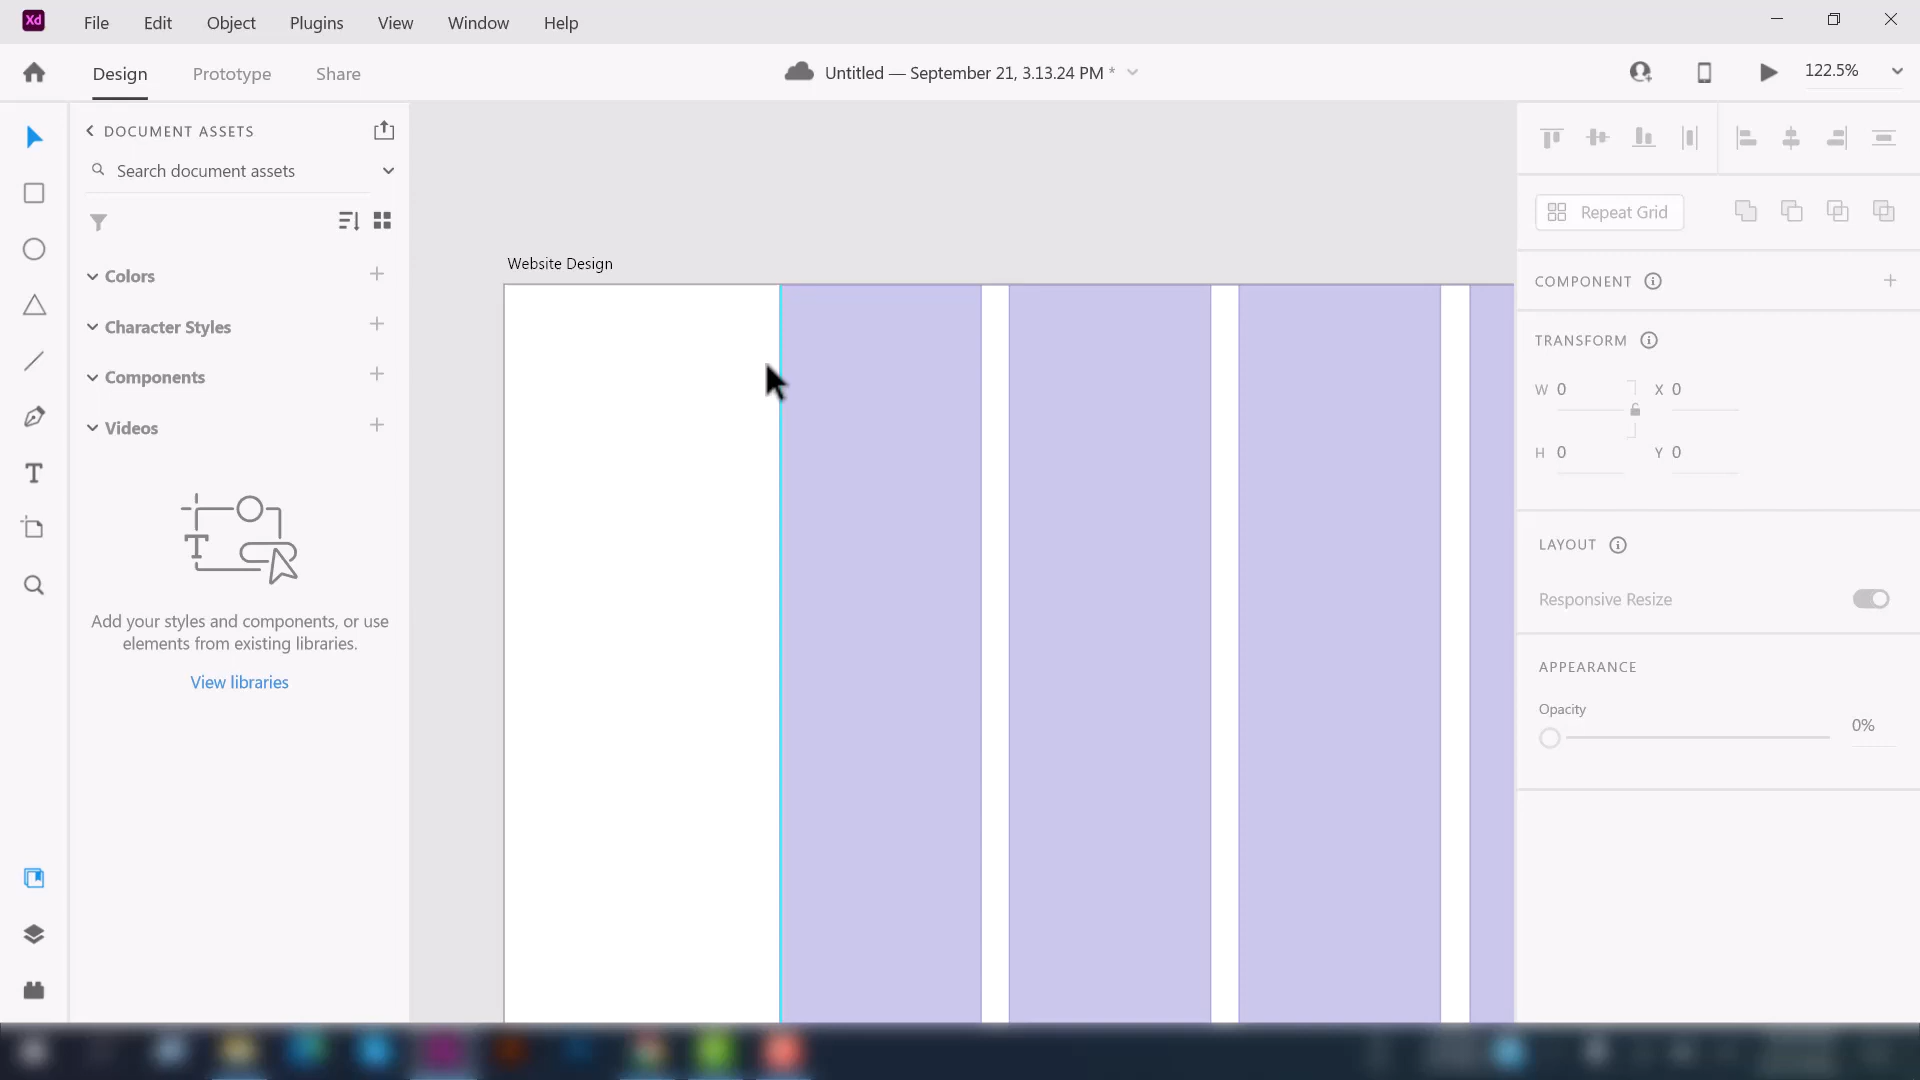 Xd File Edit Object Plugins View Window Help
Design Prototype Share Untitled — September 21, 3.13.24 PM * 122.5%
DOCUMENT ASSETS
Search document assets
Colors
Character Styles
Components
Videos
Add your styles and components, or use
elements from existing libraries.
View libraries
Website Design
Repeat Grid
COMPONENT
TRANSFORM
W 0 X 0
H 0 Y 0
LAYOUT
Responsive Resize
APPEARANCE
Opacity
0%